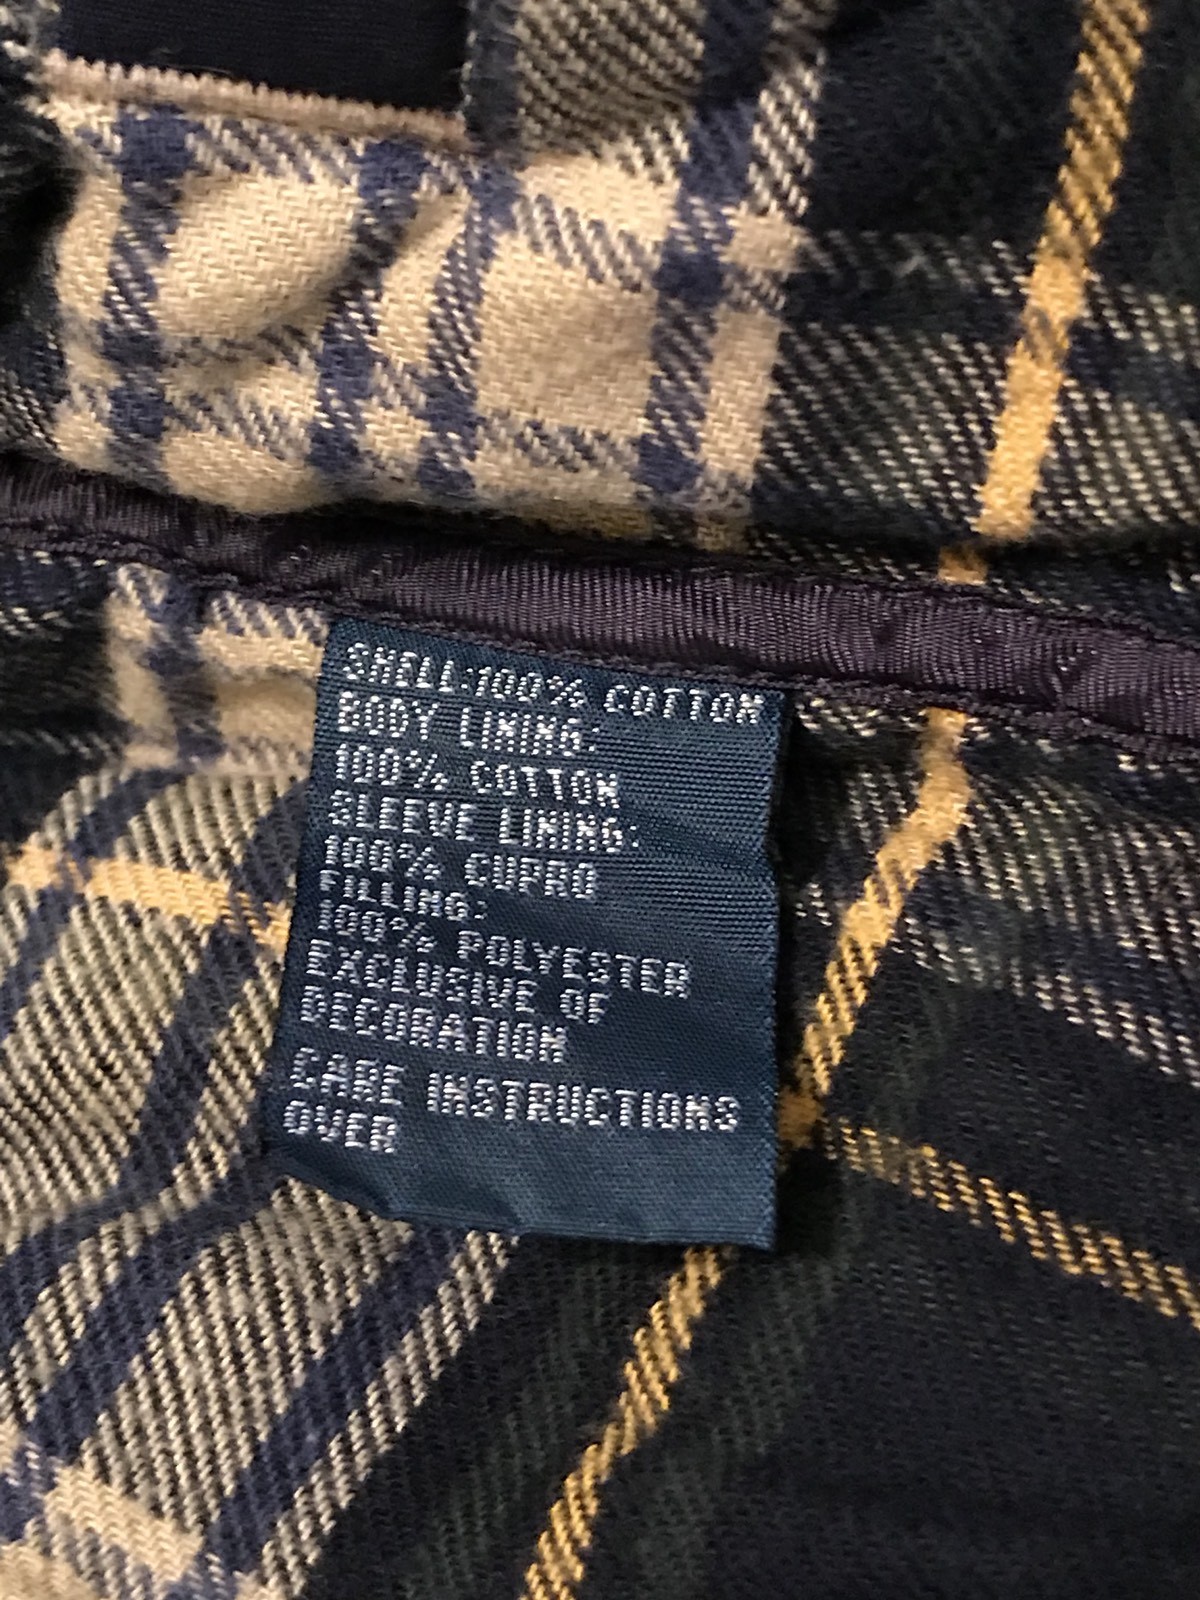 SHELL:100% COTTON
BODY LINING:
100% COTTON
SLEEVE LINING:
100% CUPRO
FILLING:
100% POLYESTER
EXCLUSIVE OF
DECORATION
CARE INSTRUCTIONS
OVER